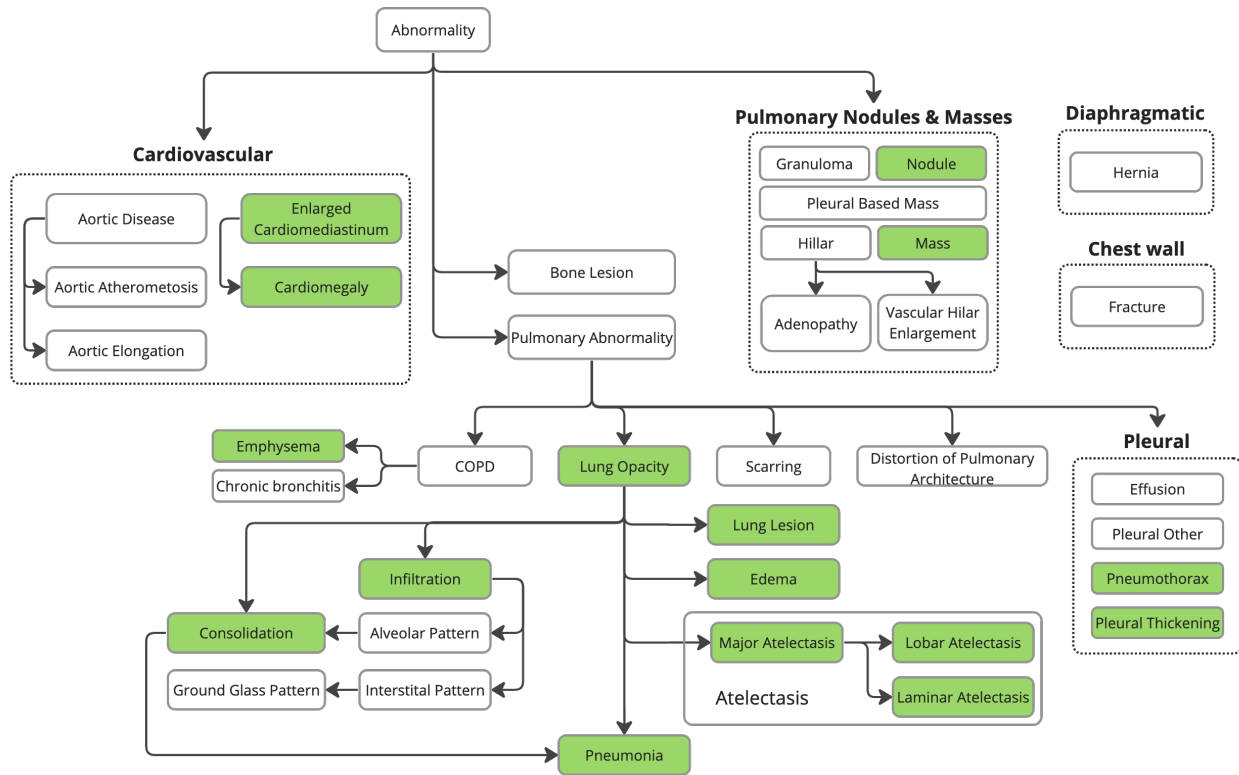 Abnormality
Pulmonary Nodules & Masses
Diaphragmatic
Cardiovascular
Granuloma
Nodule
Hernia
Pleural Based Mass
Aortic Disease
Enlarged
Cardiomediastinum
Hillar
Mass
Chest wall
Bone Lesion
Aortic Atherometosis
Cardiomegaly
Fracture
Adenopathy
Vascular Hilar
Enlargement
Pulmonary Abnormality
Aortic Elongation
Pleural
Emphysema
COPD
Lung Opacity
Scarring
Distortion of Pulmonary
Architecture
Chronic bronchitis
Effusion
Lung Lesion
Pleural Other
Infiltration
Edema
Pneumothorax
Consolidation
Alveolar Pattern
Major Atelectasis
Lobar Atelectasis
Pleural Thickening
Ground Glass Pattern
Interstital Pattern
Atelectasis
Laminar Atelectasis
Pneumonia